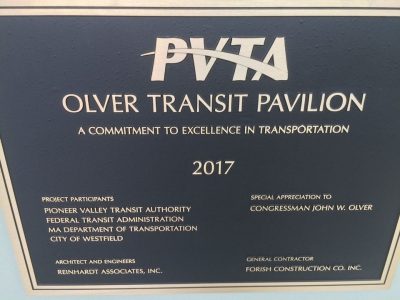 PVTA
OLVER TRANSIT PAVILION
A COMMITMENT TO EXCELLENCE IN TRANSPORTATION
2017
PROJECT PARTICIPANTS
PIONEER VALLEY TRANSIT AUTHORITY
FEDERAL TRANSIT ADMINISTRATION
MA DEPARTMENT OF TRANSPORTATION
CITY OF WESTFIELD
SPECIAL APPRECIATION TO
CONGRESSMAN JOHN W. OLVER
ARCHITECT AND ENGINEERS
REINHARDT ASSOCIATES, INC.
GENERAL CONTRACTOR
FORISH CONSTRUCTION CO. INC.